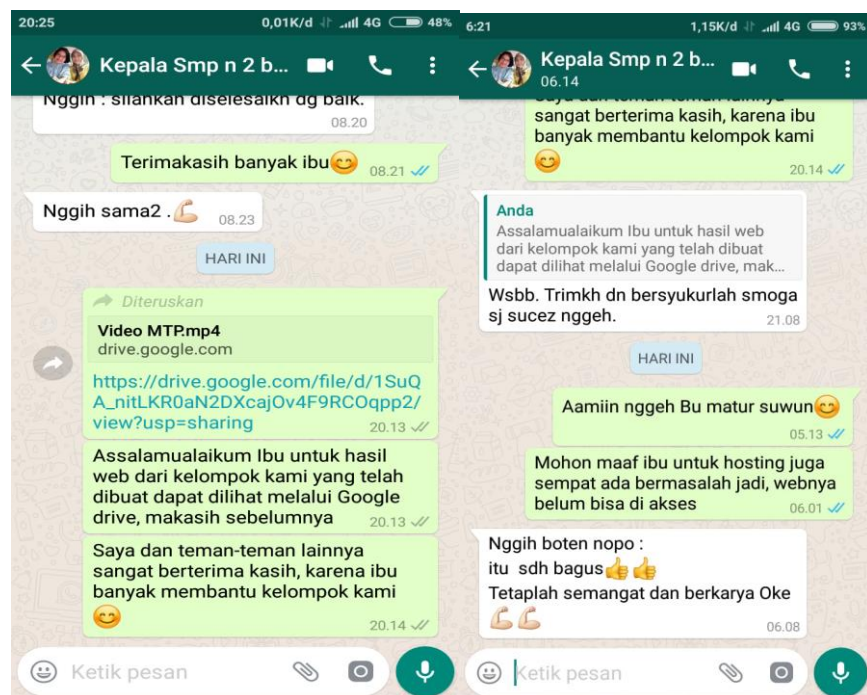 20:25
0,01K/d
4G
48%
Kepala Smp n 2 b...
Nggih : silahkan diselesaikn dg baik.
08.20
Terimakasih banyak ibu😊
08.21
Nggih sama2 .💪
08.23
HARI INI
Diteruskan
Video MTP.mp4
drive.google.com
https://drive.google.com/file/d/1SuQ
A_nitLKR0aN2DXcajOv4F9RCOqpp2/
view?usp=sharing
20.13
Assalamualaikum Ibu untuk hasil
web dari kelompok kami yang telah
dibuat dapat dilihat melalui Google
drive, makasih sebelumnya
20.13
Saya dan teman-teman lainnya
sangat berterima kasih, karena ibu
banyak membantu kelompok kami
😊
20.14
Ketik pesan
6:21
1,15K/d
4G
93%
Kepala Smp n 2 b...
06.14
Saya dan teman-teman lainnya
sangat berterima kasih, karena ibu
banyak membantu kelompok kami
😊
20.14
Anda
Assalamualaikum Ibu untuk hasil web
dari kelompok kami yang telah dibuat
dapat dilihat melalui Google drive, mak...
Wsbb. Trimkh dn bersyukurlah smoga
sj sucez nggeh.
21.08
HARI INI
Aamiin nggeh Bu matur suwun😊
05.13
Mohon maaf ibu untuk hosting juga
sempat ada bermasalah jadi, webnya
belum bisa di akses
06.01
Nggih boten nopo :
itu sdh bagus👍👍
Tetaplah semangat dan berkarya Oke
💪💪
06.08
Ketik pesan